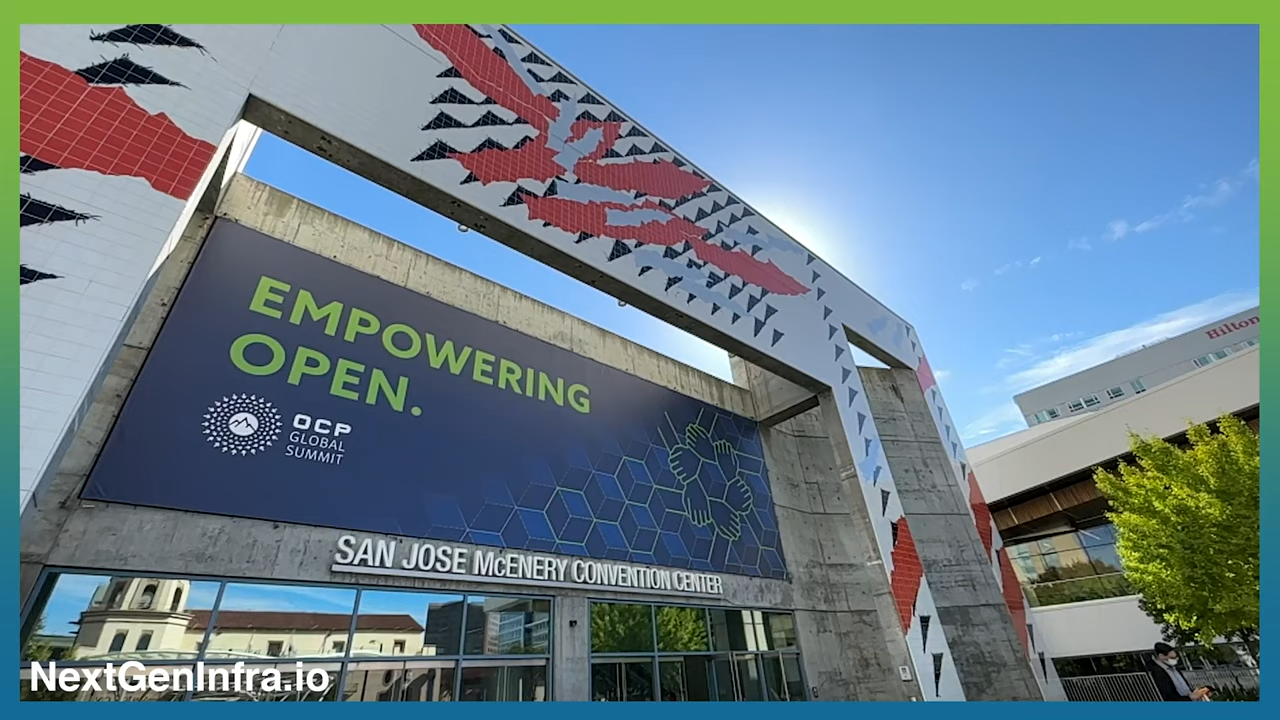 EMPOWERING
OPEN.
OCP
GLOBAL
SUMMIT
SAN JOSE McENERY CONVENTION CENTER
Hilton
NextGenInfra.io